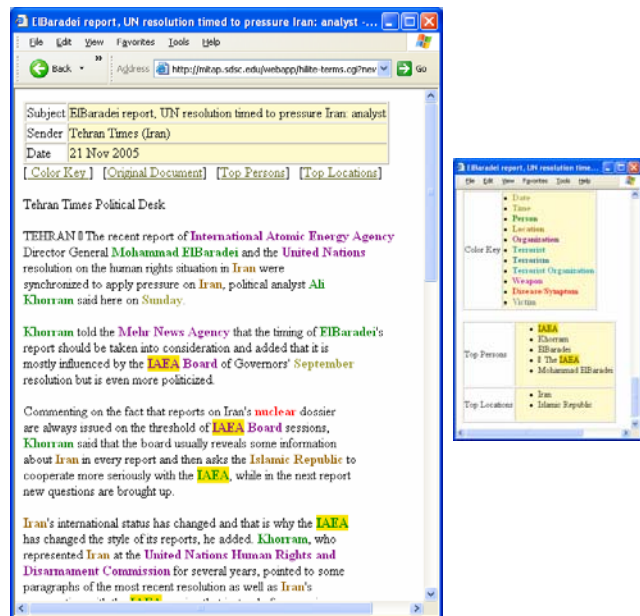 ElBaradei report, UN resolution timed to pressure Iran: analyst -...
File Edit View Favorites Tools Help
Back » Address http://mitap.sdsc.edu/webapp/hilite-terms.cgi?nev Go
Subject ElBaradei report, UN resolution timed to pressure Iran: analyst
Sender Tehran Times (Iran)
Date 21 Nov 2005
[ Color Key ] [Original Document] [Top Persons] [Top Locations]
Tehran Times Political Desk
TEHRAN The recent report of International Atomic Energy Agency
Director General Mohammad ElBaradei and the United Nations
resolution on the human rights situation in Iran were
synchronized to apply pressure on Iran, political analyst Ali
Khorram said here on Sunday.
Khorram told the Mehr News Agency that the timing of ElBaradei's
report should be taken into consideration and added that it is
mostly influenced by the IAEA Board of Governors' September
resolution but is even more politicized.
Commenting on the fact that reports on Iran's nuclear dossier
are always issued on the threshold of IAEA Board sessions,
Khorram said that the board usually reveals some information
about Iran in every report and then asks the Islamic Republic to
cooperate more seriously with the IAEA, while in the next report
new questions are brought up.
Iran's international status has changed and that is why the IAEA
has changed the style of its reports, he added. Khorram, who
represented Iran at the United Nations Human Rights and
Disarmament Commission for several years, pointed to some
paragraphs of the most recent resolution as well as Iran's
ElBaradei report, UN resolution time...
File Edit View Favorites Tools Help
Color Key
Date
Time
Person
Location
Organization
Terrorist
Terrorism
Terrorist Organization
Weapon
Disease/Symptom
Victim
Top Persons
IAEA
Khorram
ElBaradei
The IAEA
Mohammad ElBaradei
Top Locations
Iran
Islamic Republic